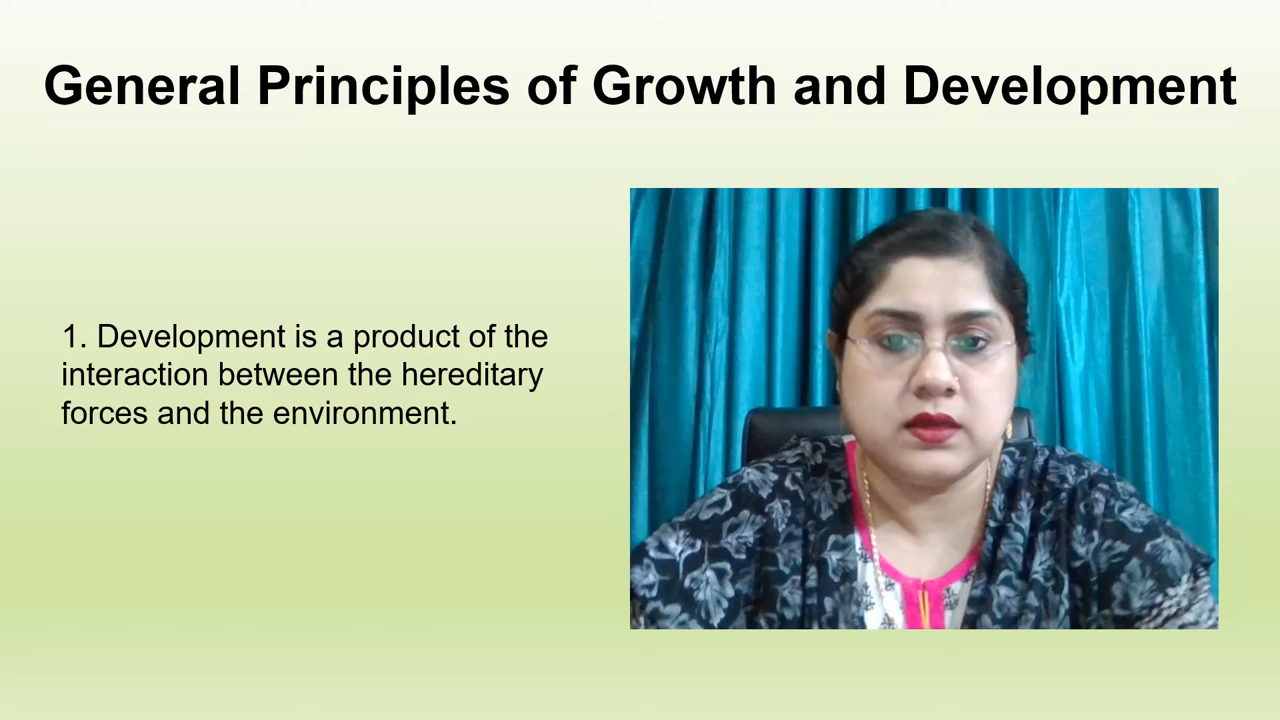 General Principles of Growth and Development
1. Development is a product of the
interaction between the hereditary
forces and the environment.